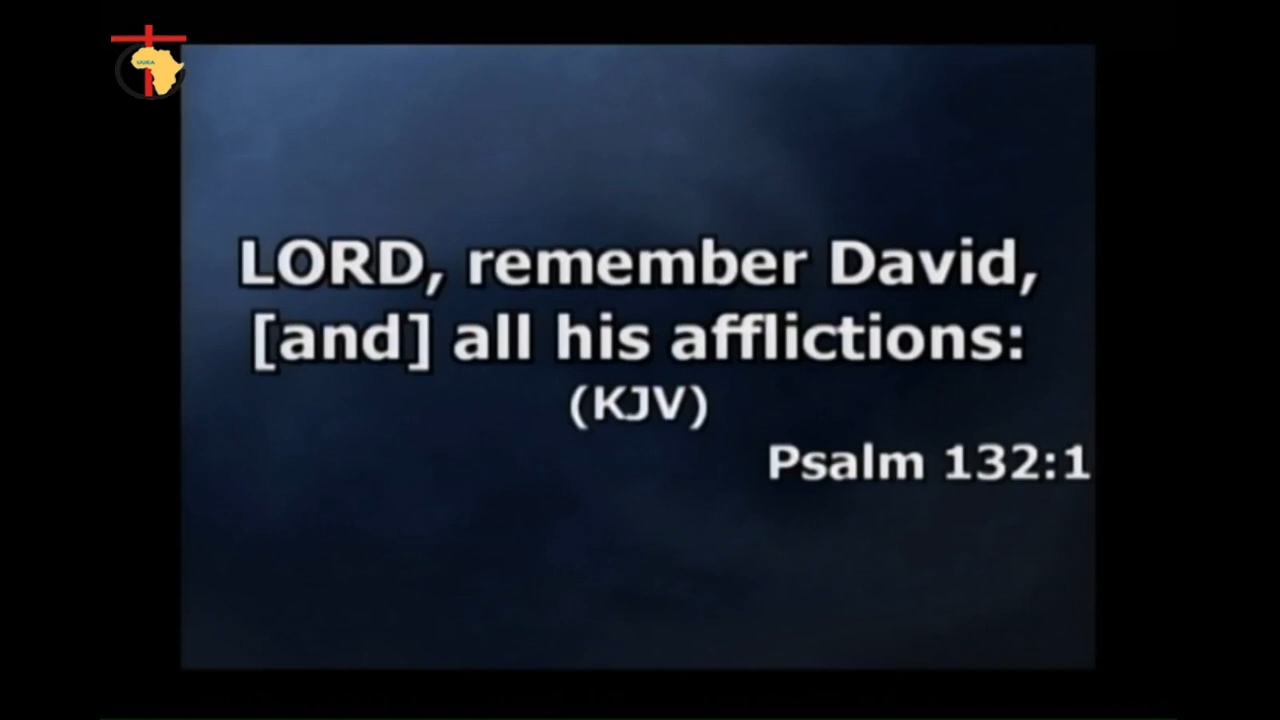 LORD, remember David,
[and] all his afflictions:
(KJV)
Psalm 132:1